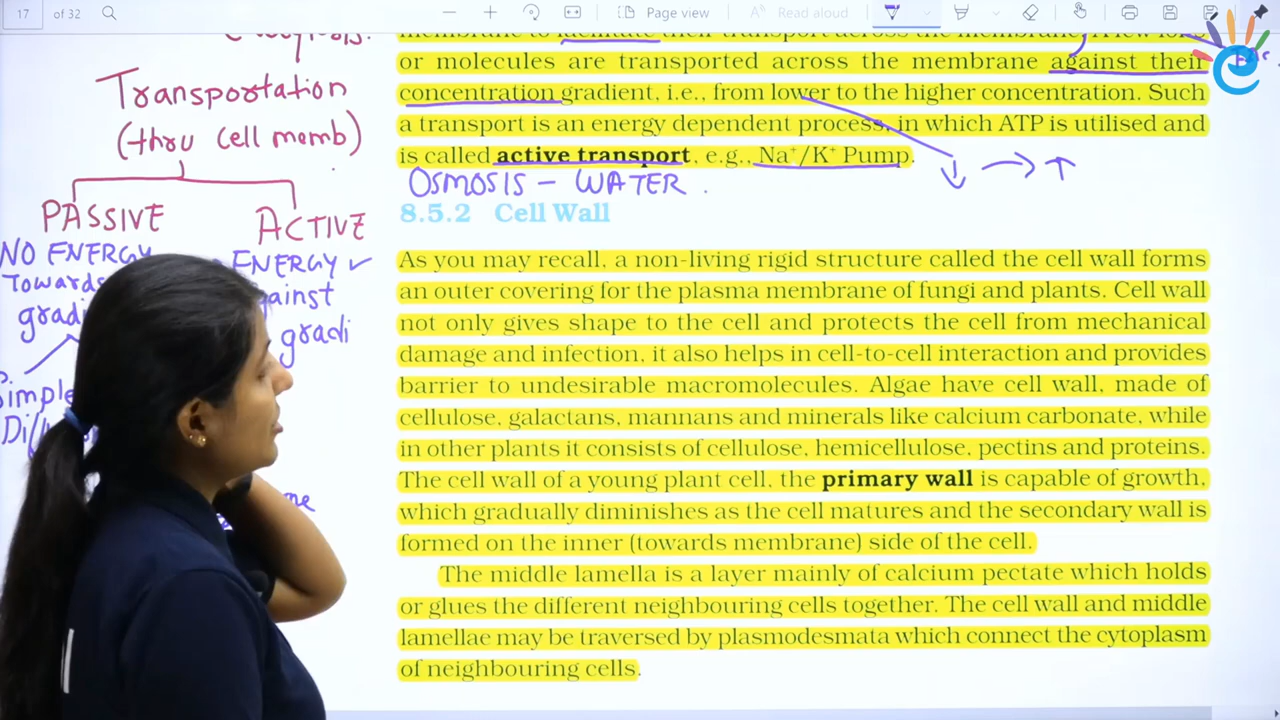 17 of 32
Page view
Read aloud
or molecules are transported across the membrane against their
concentration gradient, i.e., from lower to the higher concentration. Such
a transport is an energy dependent process, in which ATP is utilised and
is called active transport, e.g., Na⁺/K⁺ Pump.
OSMOSIS – WATER.
8.5.2 Cell Wall
As you may recall, a non-living rigid structure called the cell wall forms
an outer covering for the plasma membrane of fungi and plants. Cell wall
not only gives shape to the cell and protects the cell from mechanical
damage and infection, it also helps in cell-to-cell interaction and provides
barrier to undesirable macromolecules. Algae have cell wall, made of
cellulose, galactans, mannans and minerals like calcium carbonate, while
in other plants it consists of cellulose, hemicellulose, pectins and proteins.
The cell wall of a young plant cell, the primary wall is capable of growth,
which gradually diminishes as the cell matures and the secondary wall is
formed on the inner (towards membrane) side of the cell.
The middle lamella is a layer mainly of calcium pectate which holds
or glues the different neighbouring cells together. The cell wall and middle
lamellae may be traversed by plasmodesmata which connect the cytoplasm
of neighbouring cells.
Transportation
(thru cell memb)
PASSIVE
ACTIVE
NO ENERGY
Towards
Simple
ENERGY ✓
gradi